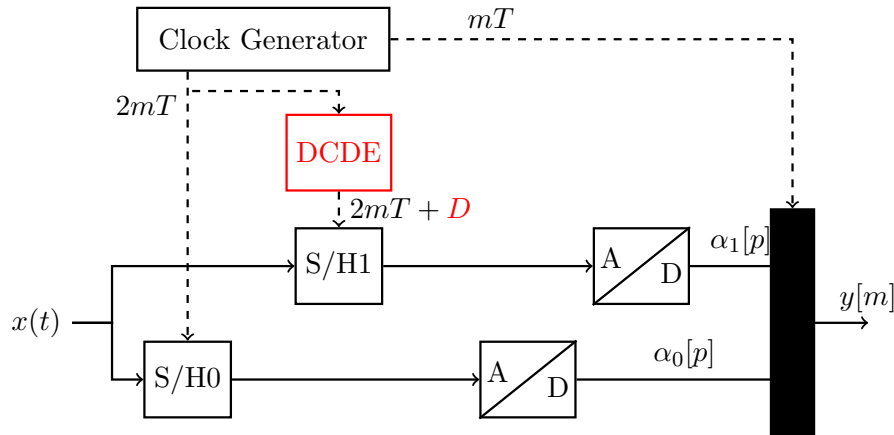 Clock Generator
mT
2mT
DCDE
2mT + D
S/H1
A
D
α₁[p]
x(t)
y[m]
S/H0
A
D
α₀[p]